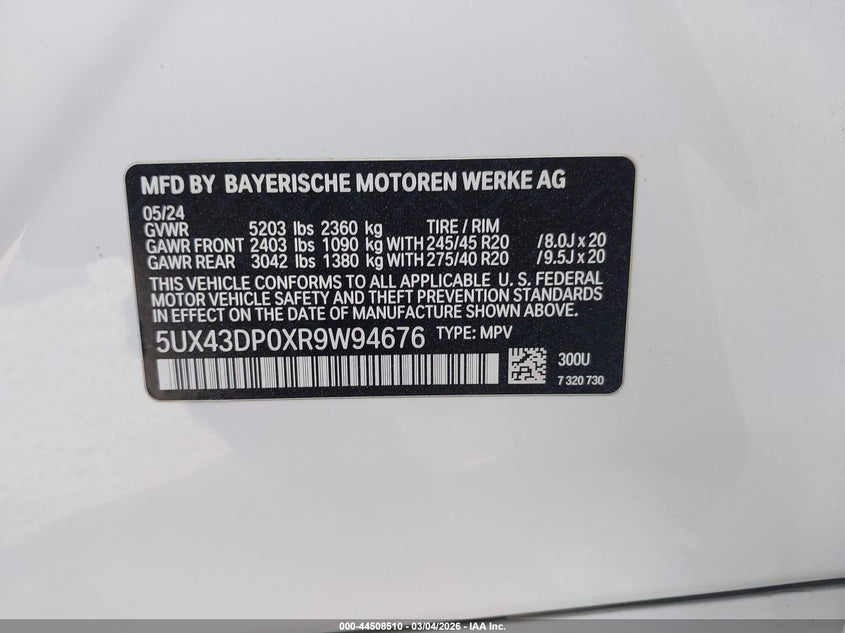 MFD BY BAYERISCHE MOTOREN WERKE AG
05/24
GVWR 5203 lbs 2360 kg TIRE / RIM
GAWR FRONT 2403 lbs 1090 kg WITH 245/45 R20 / 8.0J x 20
GAWR REAR 3042 lbs 1380 kg WITH 275/40 R20 / 9.5J x 20
THIS VEHICLE CONFORMS TO ALL APPLICABLE U. S. FEDERAL
MOTOR VEHICLE SAFETY AND THEFT PREVENTION STANDARDS
IN EFFECT ON THE DATE OF MANUFACTURE SHOWN ABOVE.
5UX43DP0XR9W94676 TYPE: MPV
300U
7 320 730
000-44508510 - 03/04/2026 - IAA Inc.